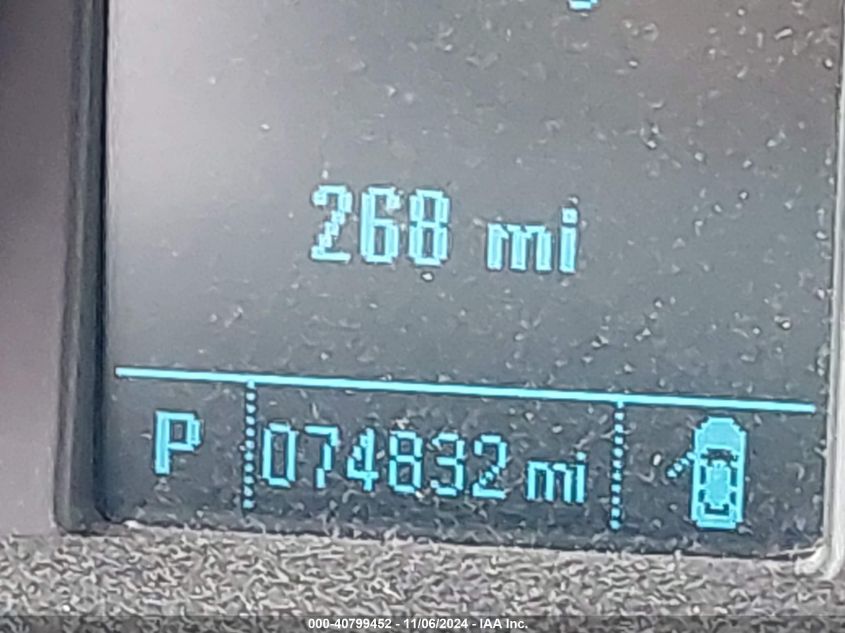 268 mi
P 074832 mi
000-40799452 - 11/06/2024 - IAA Inc.